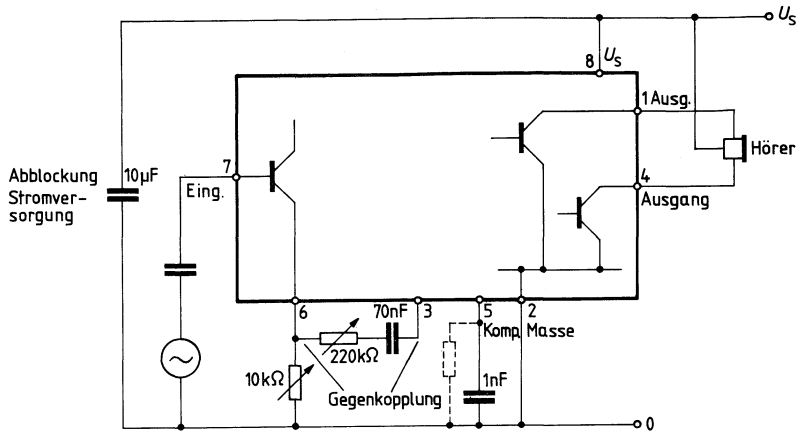 U_S
8 U_S
1 Ausg.
Hörer
Abblockung
Stromver-
sorgung
10µF
7
Eing.
4
Ausgang
6
70nF
3
5
Komp.
2
Masse
220kΩ
10kΩ
Gegenkopplung
1nF
0